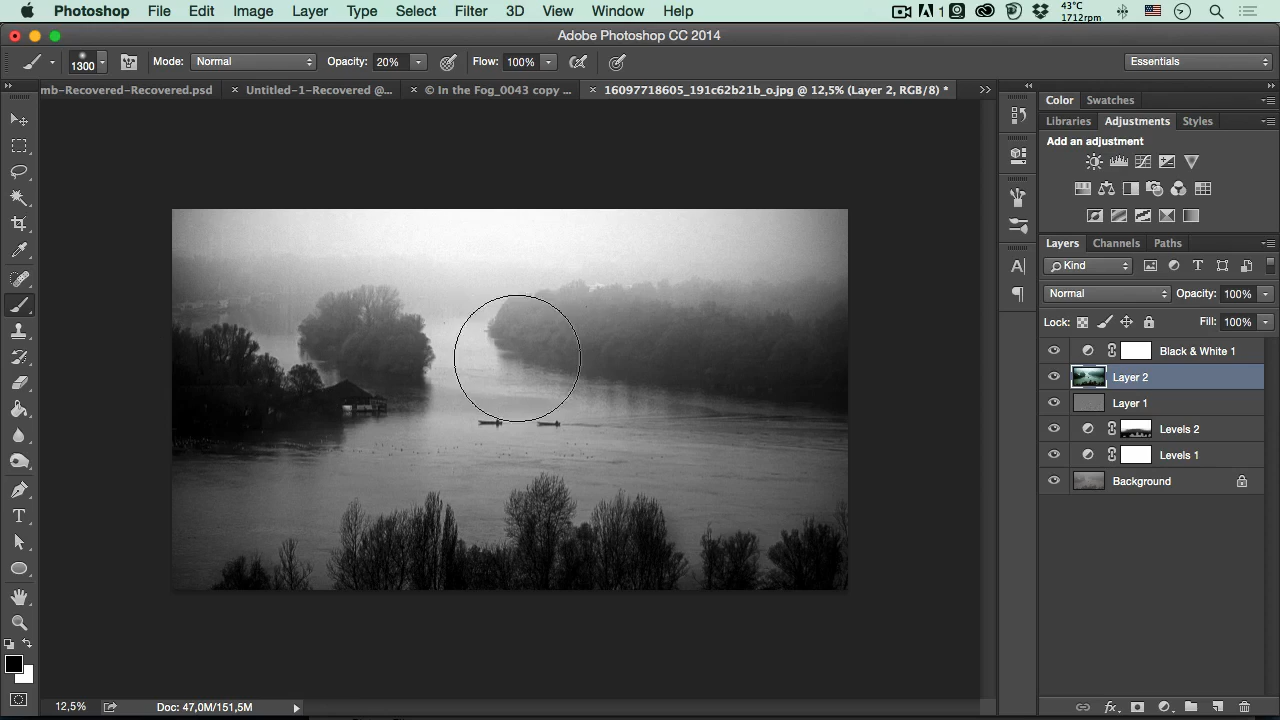 Photoshop File Edit Image Layer Type Select Filter 3D View Window Help 1 43°C 1712rpm
Adobe Photoshop CC 2014
1300 Mode: Normal Opacity: 20% Flow: 100% Essentials
mb-Recovered-Recovered.psd × Untitled-1-Recovered @... × © In the Fog_0043 copy ... × 16097718605_191c62b21b_o.jpg @ 12,5% (Layer 2, RGB/8) *
Color Swatches
Libraries Adjustments Styles
Add an adjustment
Layers Channels Paths
Kind
Normal Opacity: 100%
Lock: Fill: 100%
Black & White 1
Layer 2
Layer 1
Levels 2
Levels 1
Background
12,5% Doc: 47,0M/151,5M